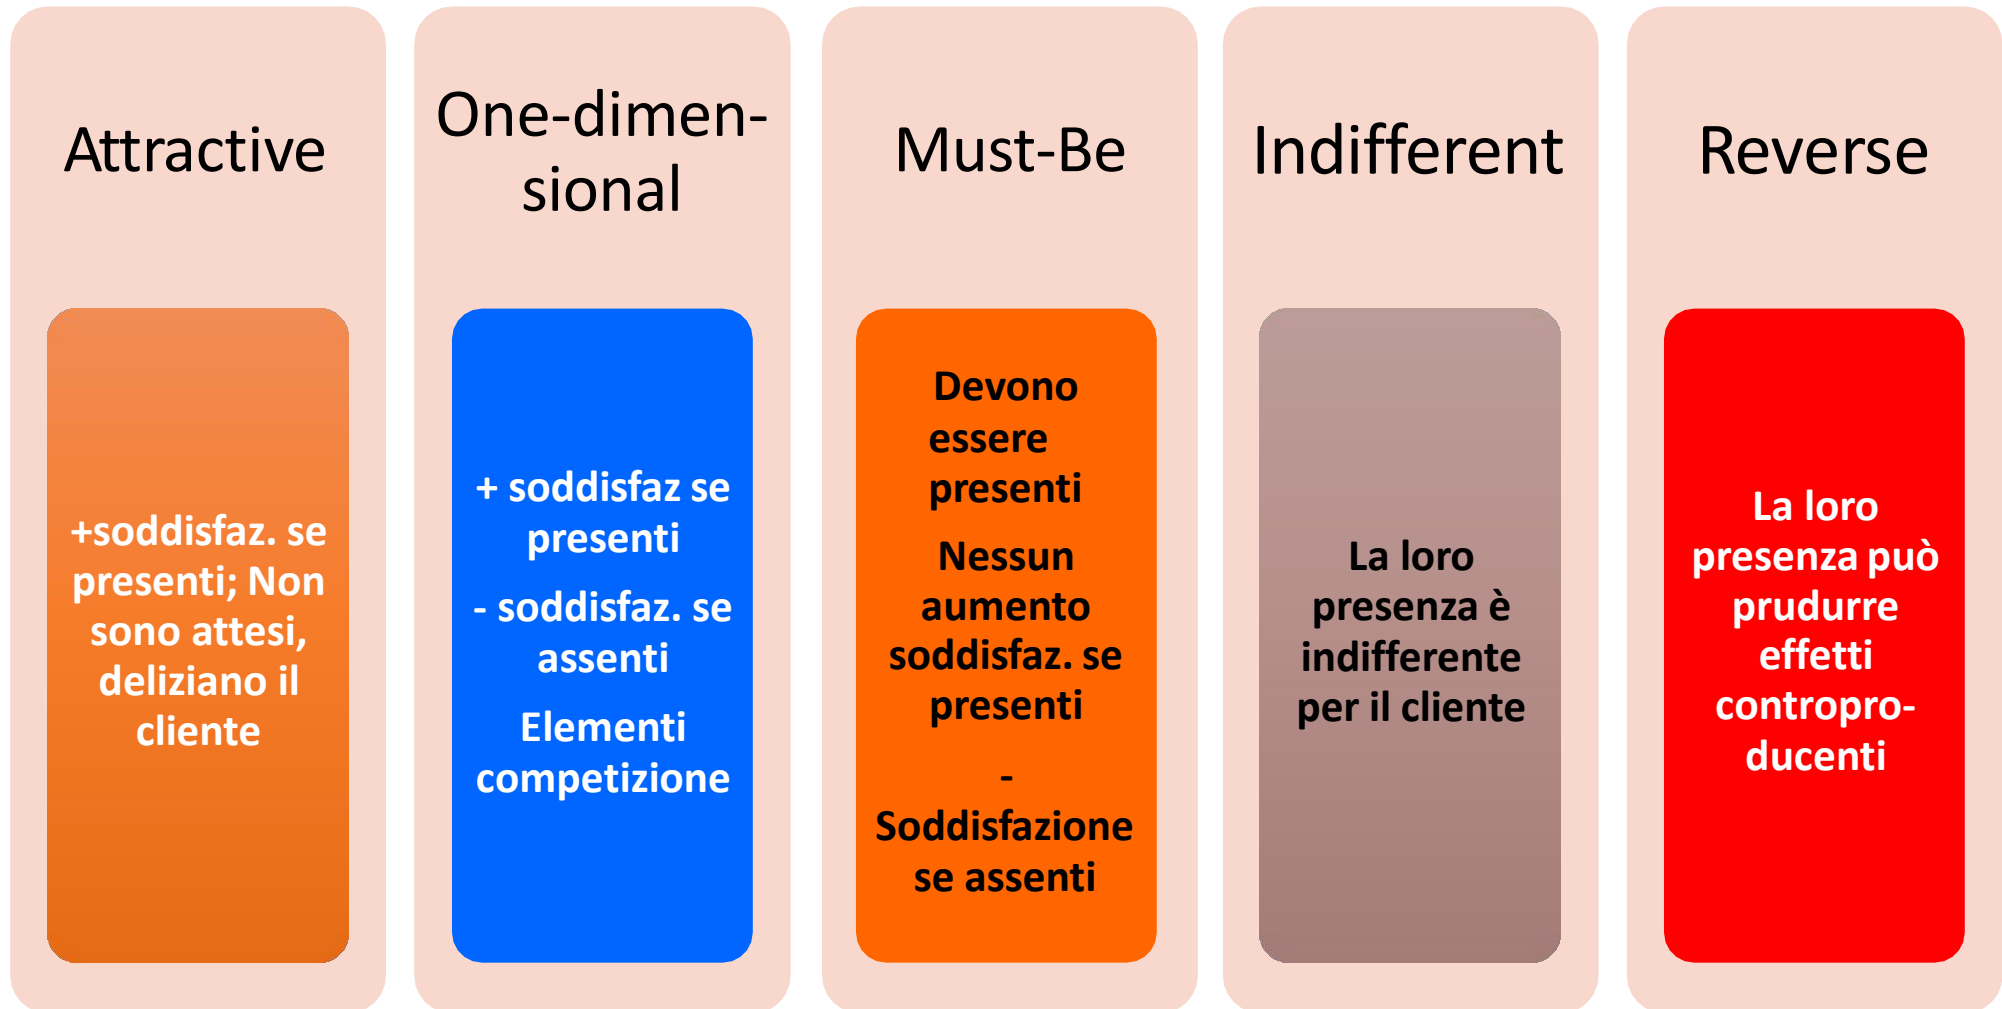 Attractive
+soddisfaz. se
presenti; Non
sono attesi,
deliziano il
cliente
One-dimen-
sional
+ soddisfaz se
presenti
- soddisfaz. se
assenti
Elementi
competizione
Must-Be
Devono
essere
presenti
Nessun
aumento
soddisfaz. se
presenti
-
Soddisfazione
se assenti
Indifferent
La loro
presenza è
indifferente
per il cliente
Reverse
La loro
presenza può
prudurre
effetti
contropro-
ducenti